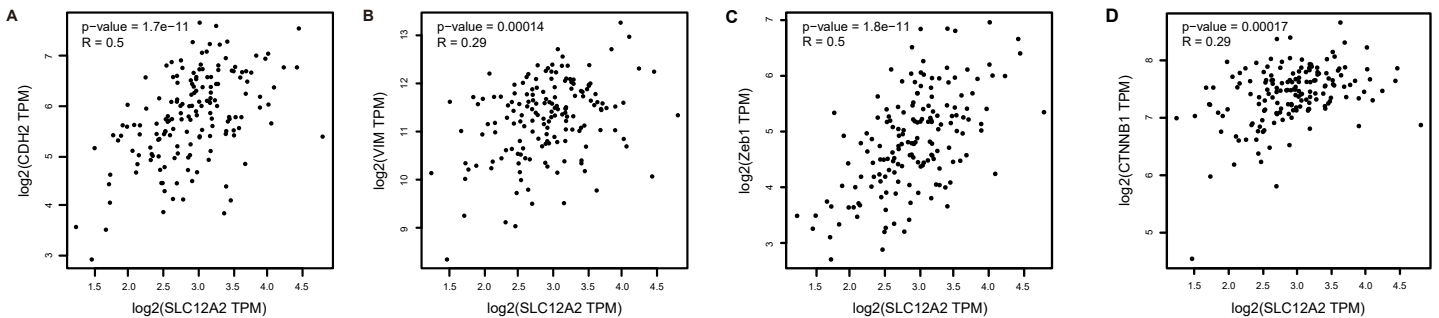 A
p−value = 1.7e−11
R = 0.5
log2(CDH2 TPM)
7
6
5
4
3
1.5 2.0 2.5 3.0 3.5 4.0 4.5
log2(SLC12A2 TPM)
B
p−value = 0.00014
R = 0.29
log2(VIM TPM)
13
12
11
10
9
1.5 2.0 2.5 3.0 3.5 4.0 4.5
log2(SLC12A2 TPM)
C
p−value = 1.8e−11
R = 0.5
log2(Zeb1 TPM)
7
6
5
4
3
1.5 2.0 2.5 3.0 3.5 4.0 4.5
log2(SLC12A2 TPM)
D
p−value = 0.00017
R = 0.29
log2(CTNNB1 TPM)
8
7
6
5
1.5 2.0 2.5 3.0 3.5 4.0 4.5
log2(SLC12A2 TPM)